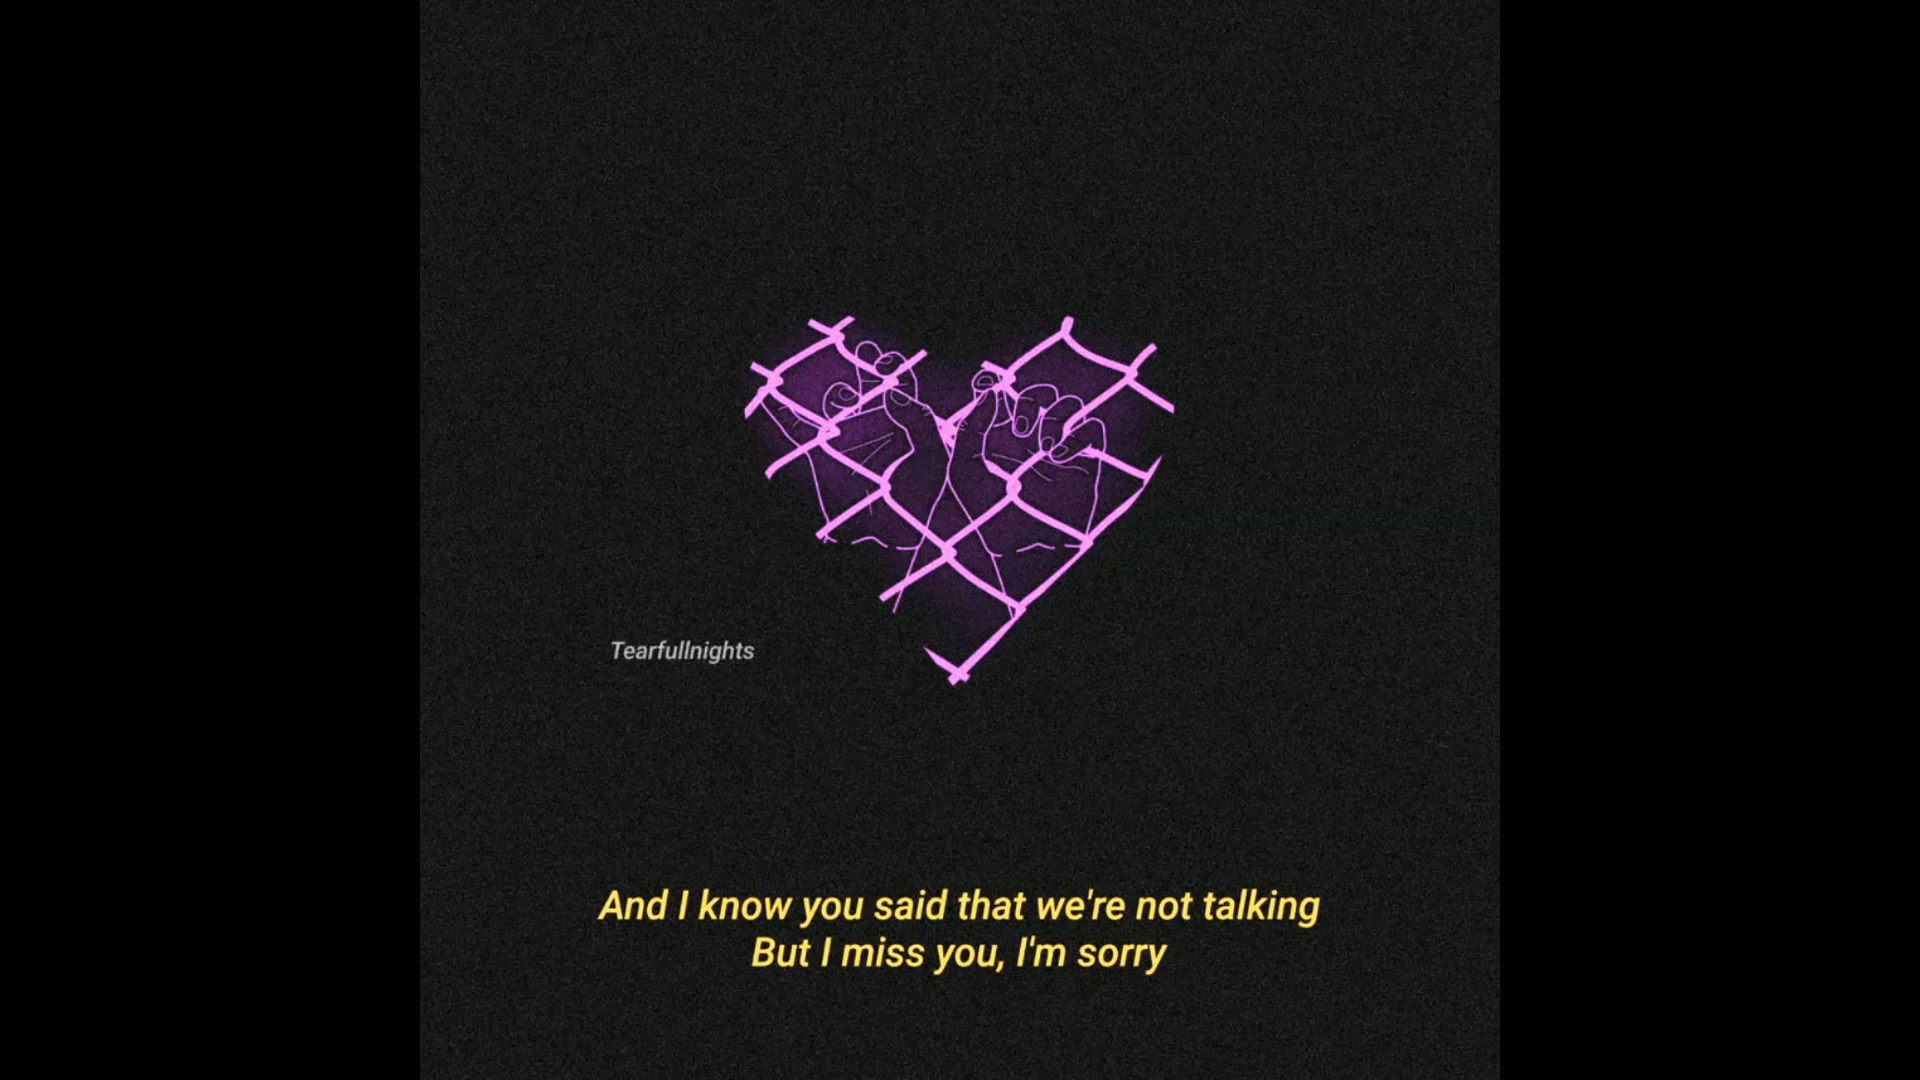 Tearfullnights
And I know you said that we're not talking
But I miss you, I'm sorry